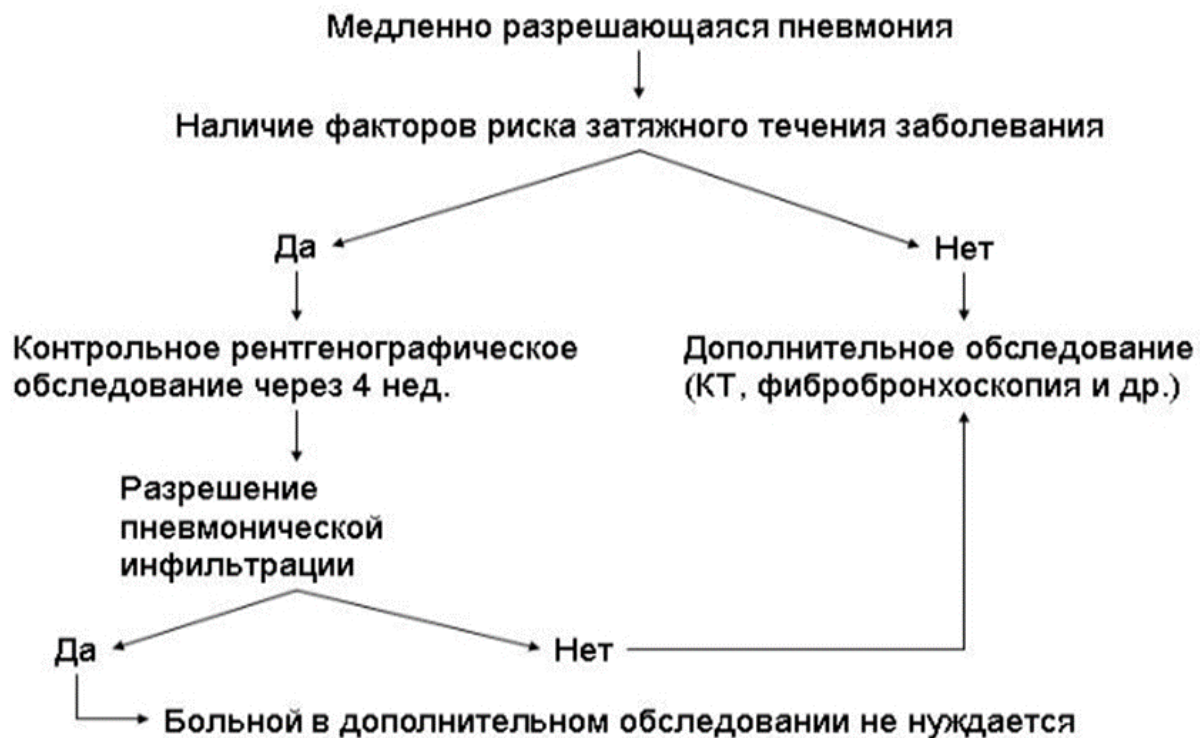 Медленно разрешающаяся пневмония
Наличие факторов риска затяжного течения заболевания
Да
Нет
Контрольное рентгенографическое
обследование через 4 нед.
Дополнительное обследование
(КТ, фибробронхоскопия и др.)
Разрешение
пневмонической
инфильтрации
Да
Нет
Больной в дополнительном обследовании не нуждается